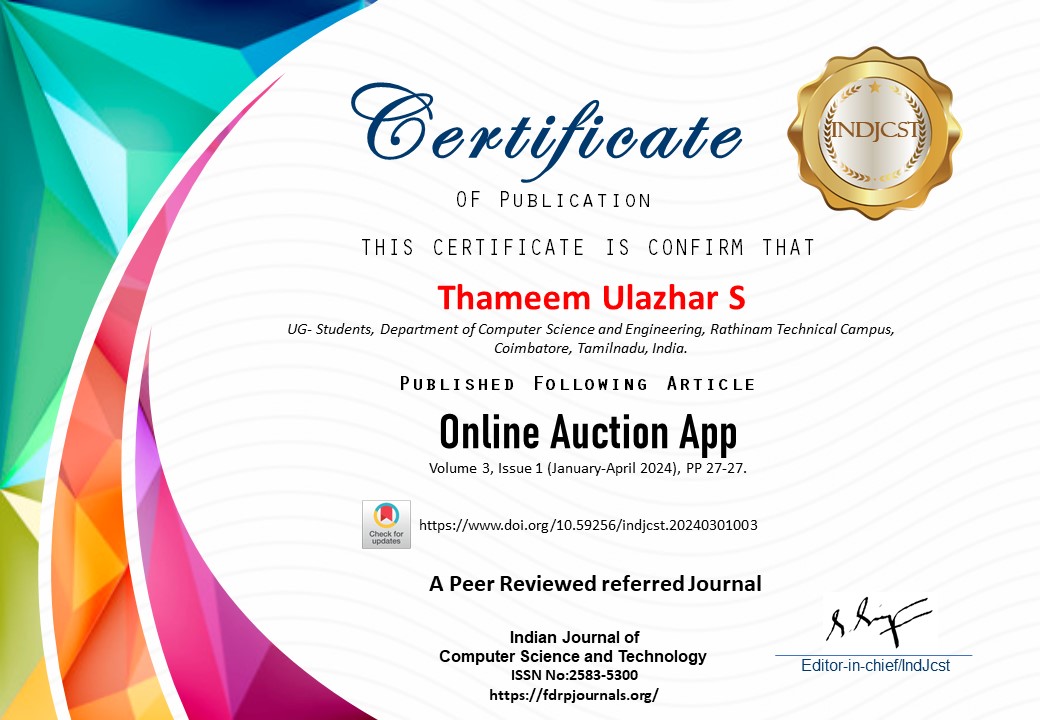 Certificate
OF PUBLICATION
INDJCST
THIS CERTIFICATE IS CONFIRM THAT
Thameem Ulazhar S
UG- Students, Department of Computer Science and Engineering, Rathinam Technical Campus,
Coimbatore, Tamilnadu, India.
PUBLISHED FOLLOWING ARTICLE
Online Auction App
Volume 3, Issue 1 (January-April 2024), PP 27-27.
Check for
updates
https://www.doi.org/10.59256/indjcst.20240301003
A Peer Reviewed referred Journal
Indian Journal of
Computer Science and Technology
ISSN No:2583-5300
https://fdrpjournals.org/
Editor-in-chief/IndJcst